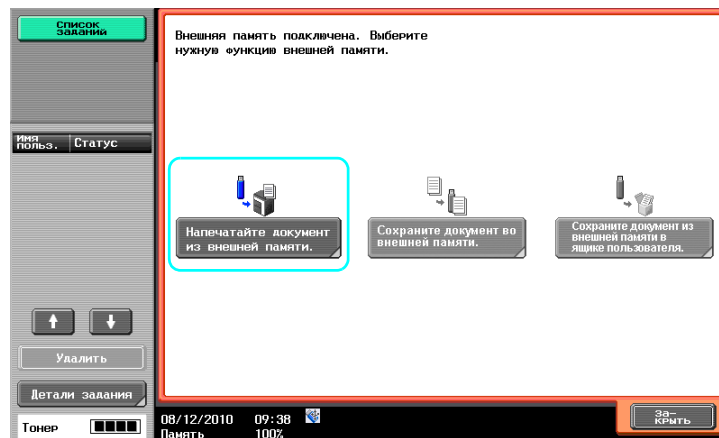 Список
заданий
Внешняя память подключена. Выберите
нужную функцию внешней памяти.
Имя
польз.
Статус
Напечатайте документ
из внешней памяти.
Сохраните документ во
внешней памяти.
Сохраните документ из
внешней памяти в
ящике пользователя.
Удалить
Детали задания
Тонер
08/12/2010 09:38
Память 100%
За-
крыть